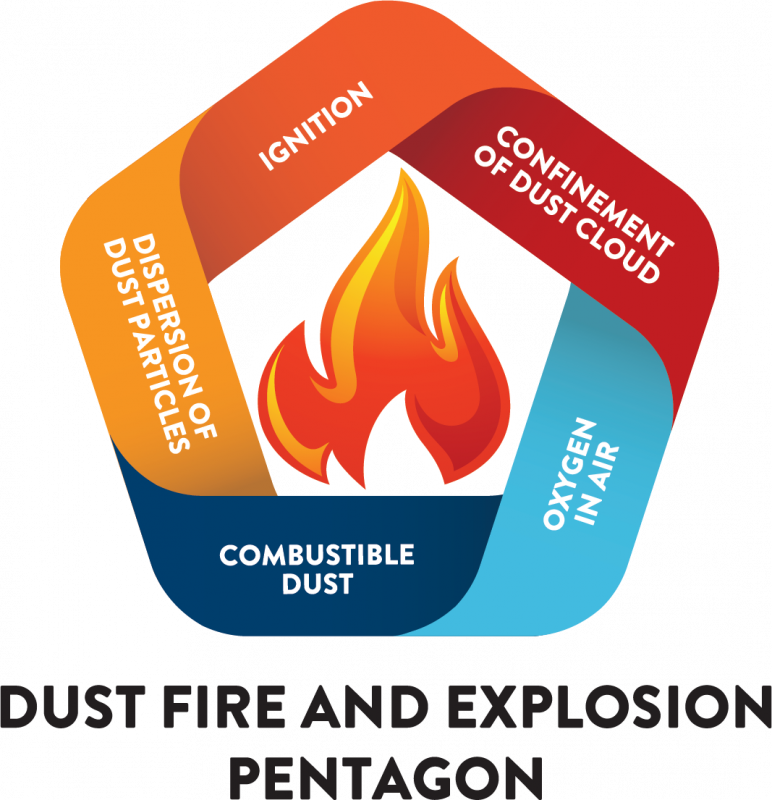 IGNITION
CONFINEMENT
OF DUST CLOUD
DISPERSION OF
DUST PARTICLES
OXYGEN
IN AIR
COMBUSTIBLE
DUST
DUST FIRE AND EXPLOSION
PENTAGON